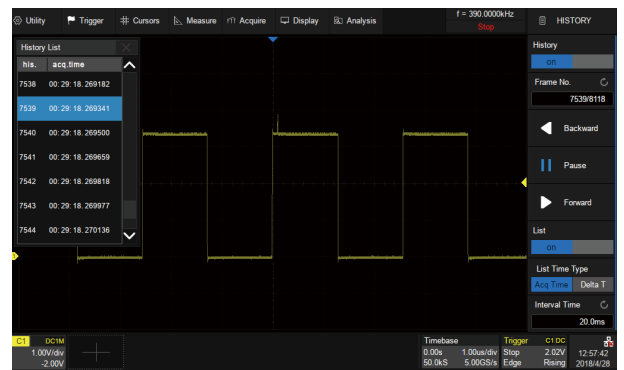 Utility Trigger Cursors Measure Acquire Display Analysis
f = 390.0000kHz
Stop
HISTORY
History List
his. acq.time
7538 00: 29: 18. 269182
7539 00: 29: 18. 269341
7540 00: 29: 18. 269500
7541 00: 29: 18. 269659
7542 00: 29: 18. 269818
7543 00: 29: 18. 269977
7544 00: 29: 18. 270136
History
on
Frame No.
7539/8118
Backward
Pause
Forward
List
on
List Time Type
Acq Time Delta T
Interval Time
20.0ms
C1 DC1M
1.00V/div
-2.00V
Timebase
0.00s 1.00us/div
50.0kS 5.00GS/s
Trigger C1 DC
Stop 2.02V
Edge Rising
12:57:42
2018/4/28